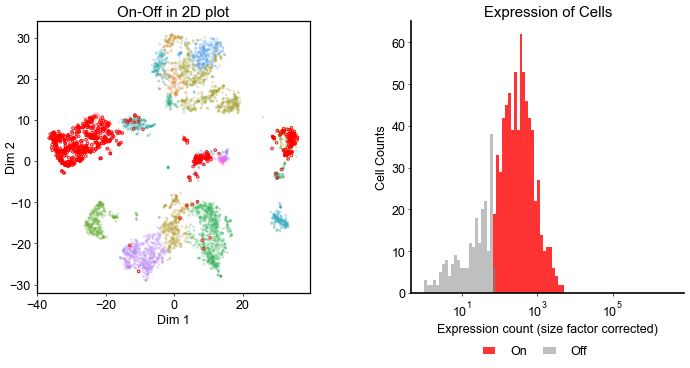 On-Off in 2D plot
30
20
10
0
−10
−20
−30
−40
−20
0
20
Dim 2
Dim 1
Expression of Cells
60
50
40
30
20
10
0
10^1
10^3
10^5
Cell Counts
Expression count (size factor corrected)
On
Off